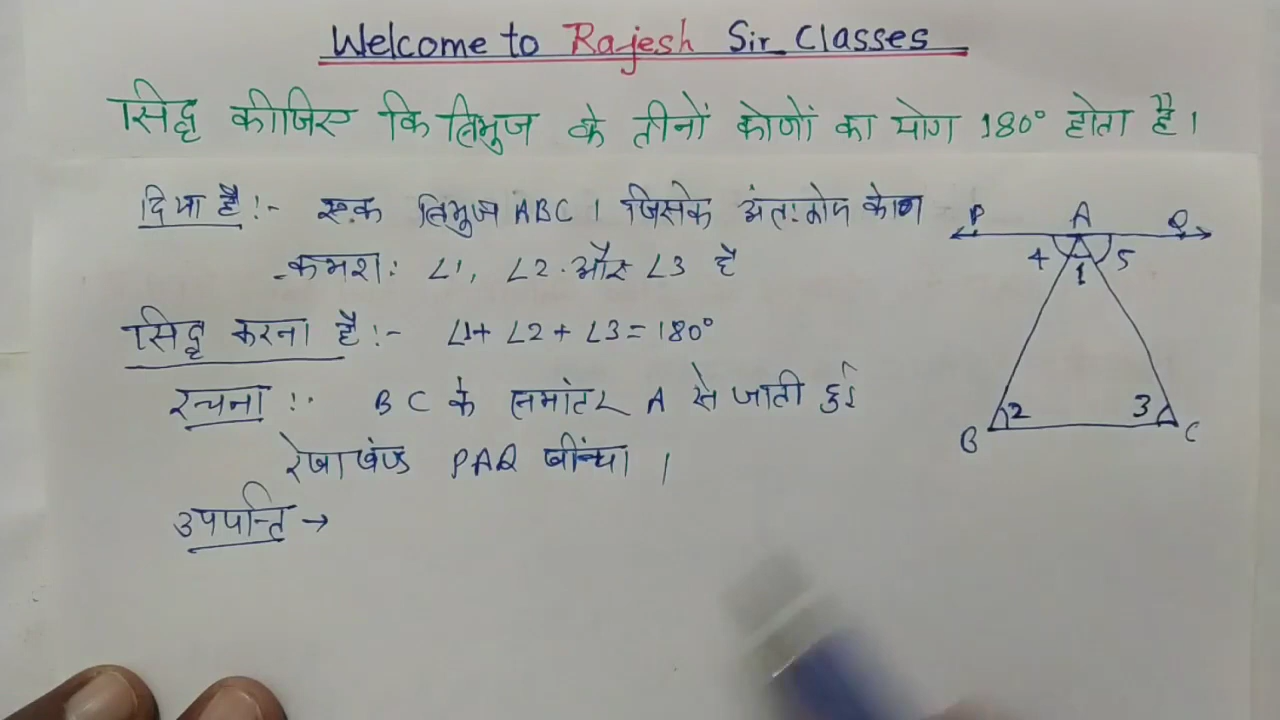 Welcome to Rajesh Sir Classes
सिद्ध कीजिए कि त्रिभुज के तीनों कोणों का योग 180° होता है।
दिया है:- एक त्रिभुज ABC। जिसके अंतः कोण
क्रमश: ∠1, ∠2 और ∠3 है
सिद्ध करना है:- ∠1+ ∠2 + ∠3 = 180°
रचना :- BC के समांतर A से जाती हुई
रेखाखंड PAQ खींचा।
उपपत्ति →
P A Q
4 1 5
2 3
B C